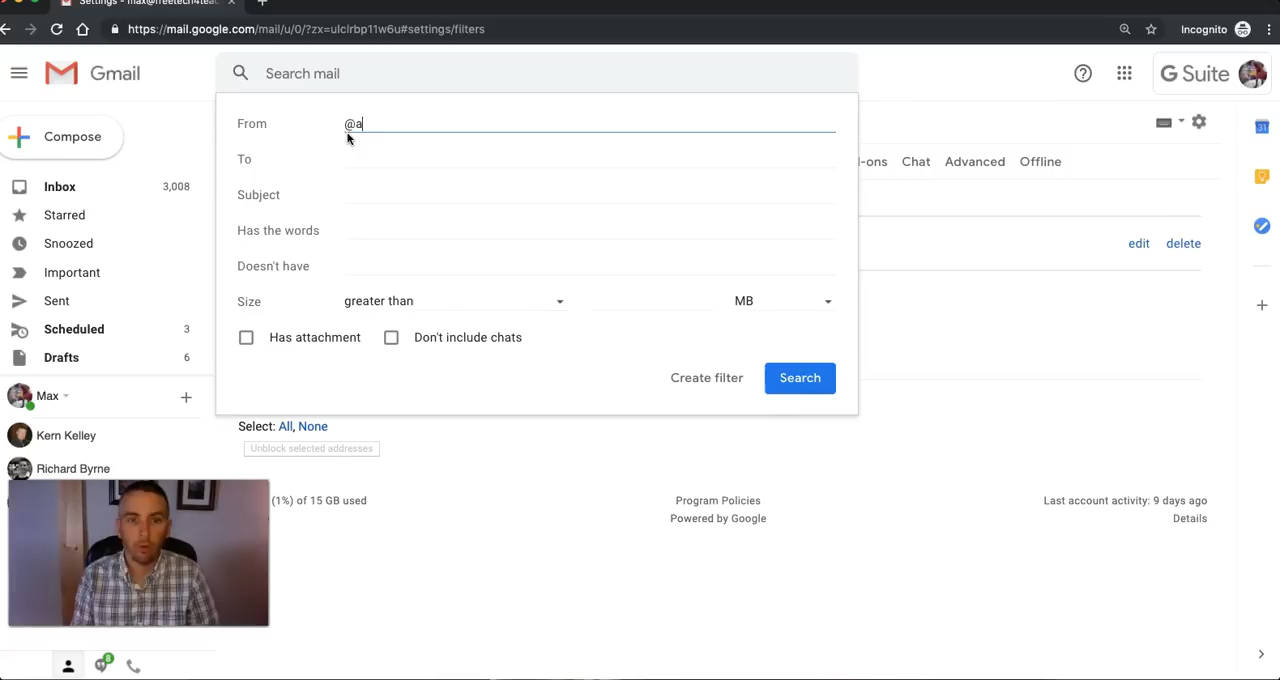 Settings - max@freetech4teac
https://mail.google.com/mail/u/0/?zx=ulclrbp11w6u#settings/filters
Incognito
Gmail
Search mail
G Suite
Compose
From @a
To
Subject
Has the words
Doesn't have
Size greater than MB
Has attachment Don't include chats
Create filter Search
Chat Advanced Offline
edit delete
Inbox 3,008
Starred
Snoozed
Important
Sent
Scheduled 3
Drafts 6
Max
Kern Kelley
Richard Byrne
Select: All, None
Unblock selected addresses
(1%) of 15 GB used
Program Policies
Powered by Google
Last account activity: 9 days ago
Details
31
8